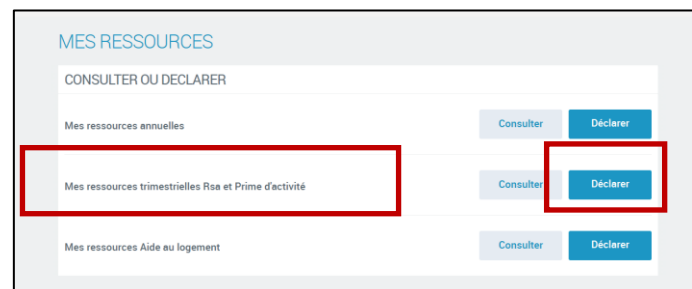 MES RESSOURCES
CONSULTER OU DECLARER
Mes ressources annuelles Consulter Déclarer
Mes ressources trimestrielles Rsa et Prime d'activité Consulter Déclarer
Mes ressources Aide au logement Consulter Déclarer